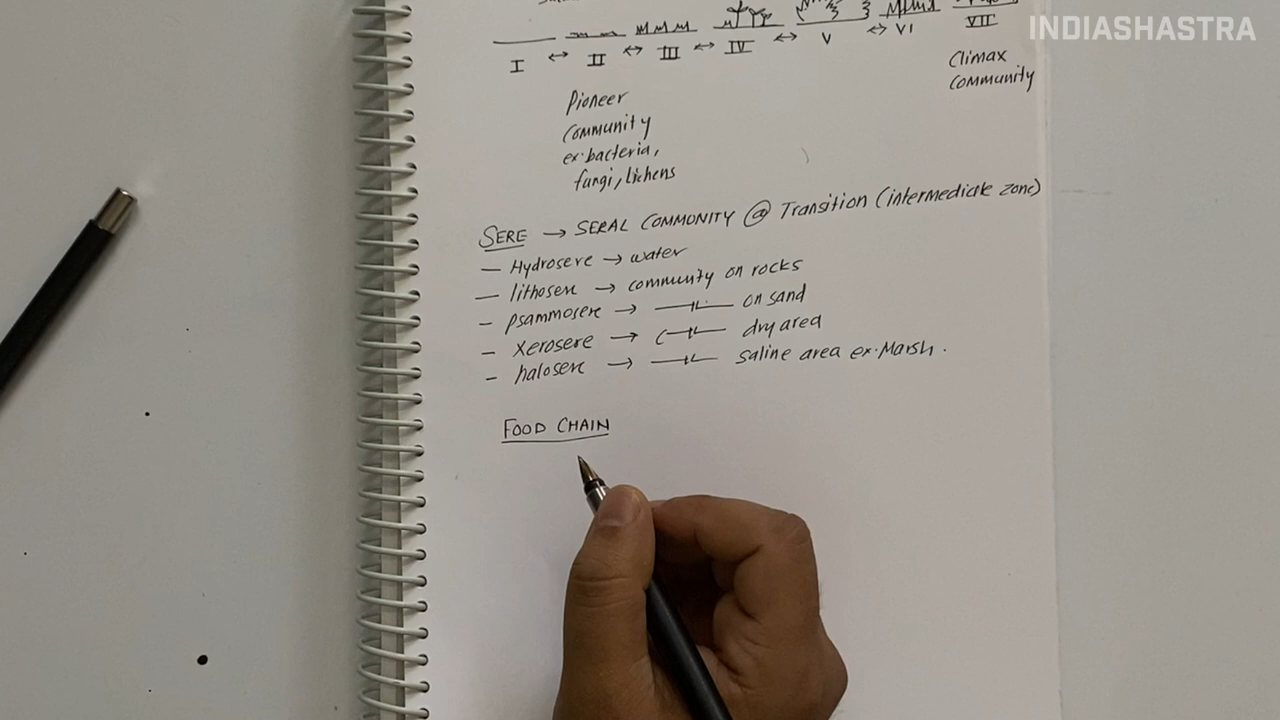 INDIASHASTRA
I ↔ II ↔ III ↔ IV ↔ V ↔ VI VII
Climax
Community
Pioneer
Community
ex. bacteria,
fungi, lichens
SERE → SERAL COMMUNITY @ Transition (intermediate zone)
— Hydrosere → water
— lithosere → community on rocks
- psammosere → —〃— on sand
- Xerosere → —〃— dry area
- halosere → —〃— saline area ex. Marsh.
FOOD CHAIN